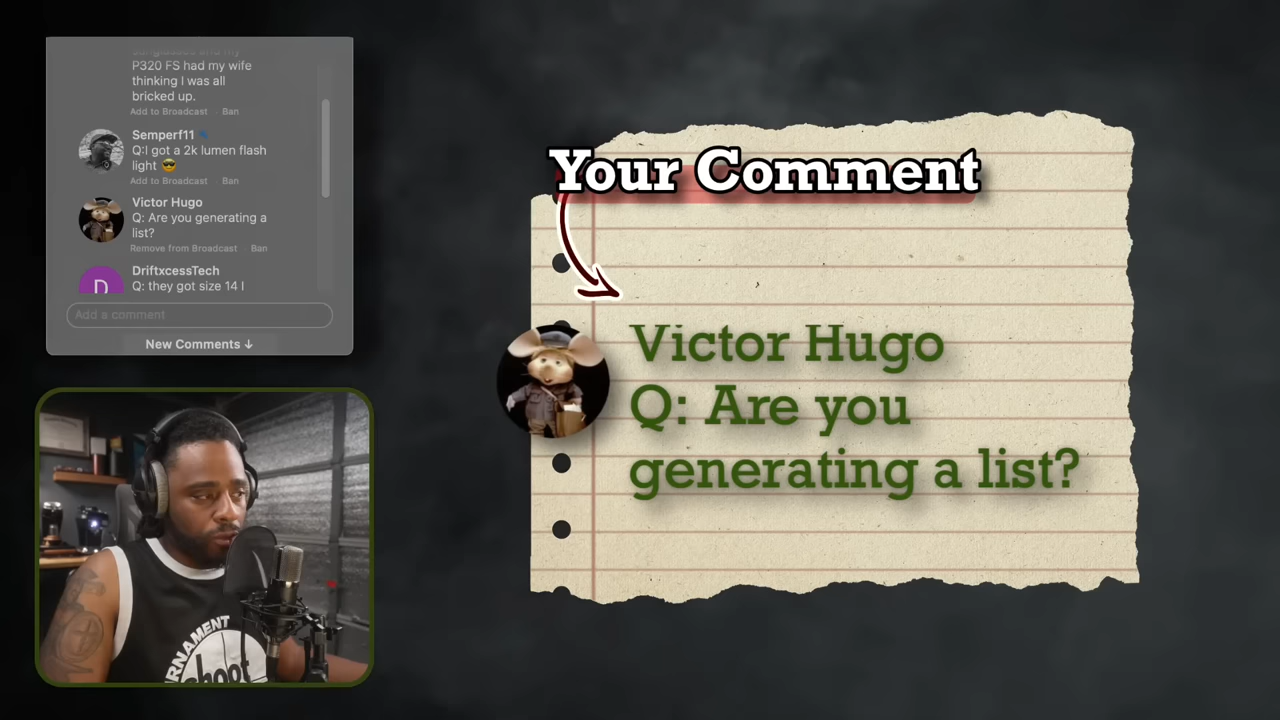 P320 FS had my wife
thinking I was all
bricked up.
Add to Broadcast · Ban
Semperf11
Q:I got a 2k lumen flash
light 😎
Add to Broadcast · Ban
Victor Hugo
Q: Are you generating a
list?
Remove from Broadcast · Ban
DriftxcessTech
D
Q: they got size 14 I
Add a comment
New Comments ↓
Your Comment
Victor Hugo
Q: Are you
generating a list?
shoot